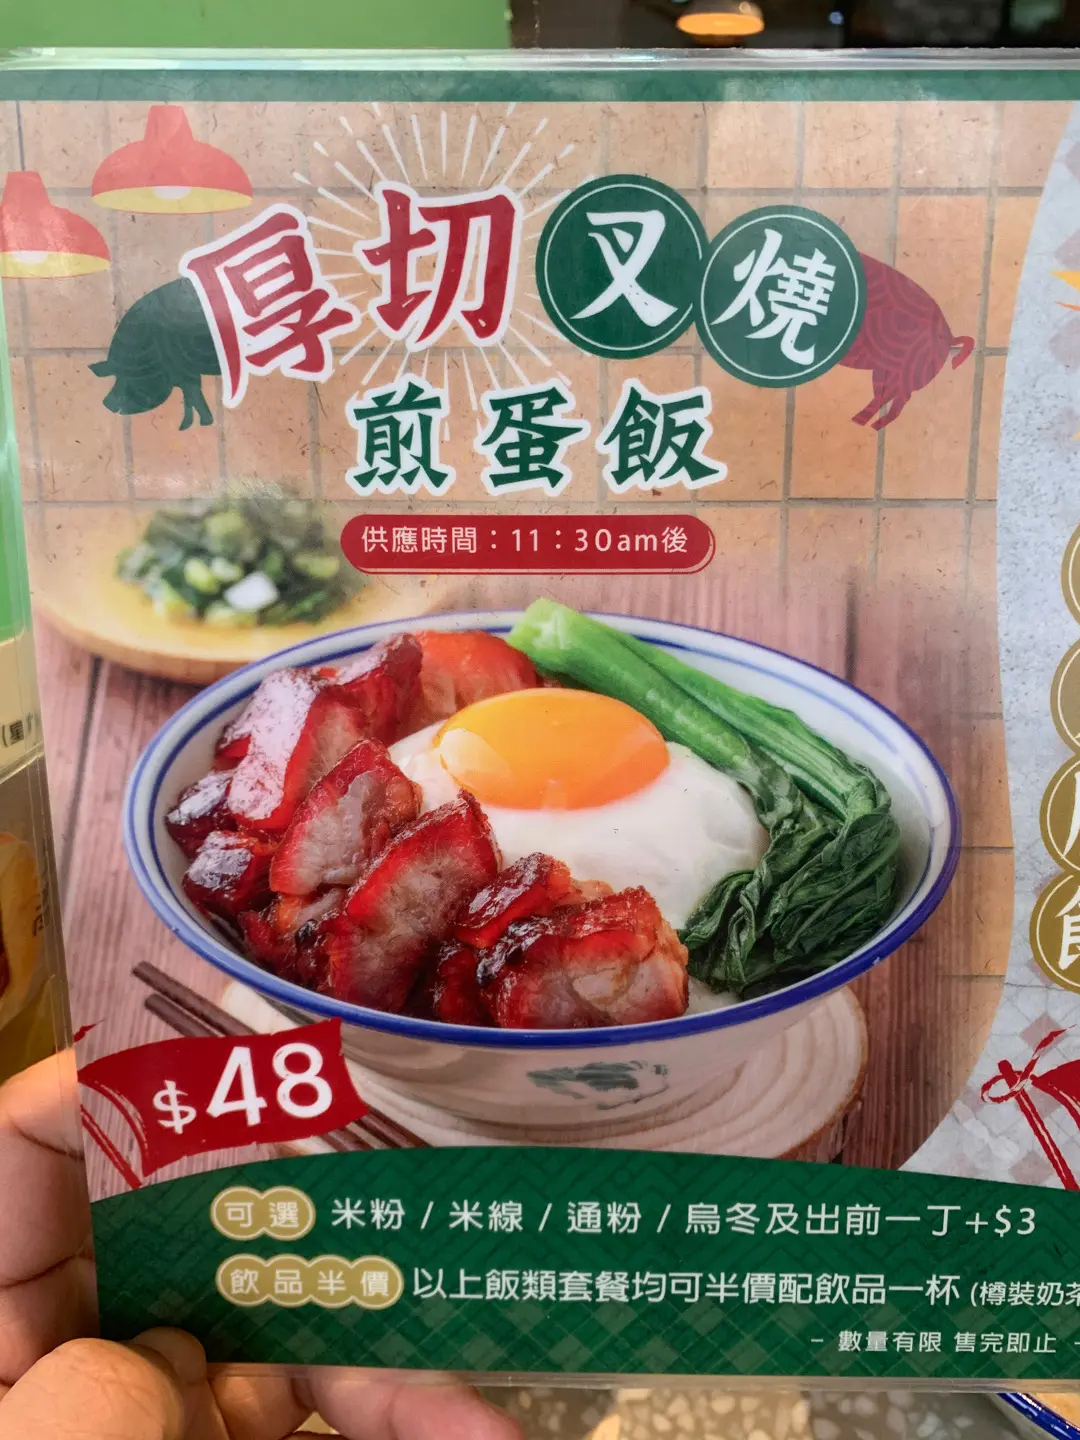 厚切叉燒
煎蛋飯
供應時間：11：30am後
$48
可選 米粉 / 米線 / 通粉 / 烏冬及出前一丁+$3
飲品半價 以上飯類套餐均可半價配飲品一杯 (樽裝奶茶
– 數量有限 售完即止 –